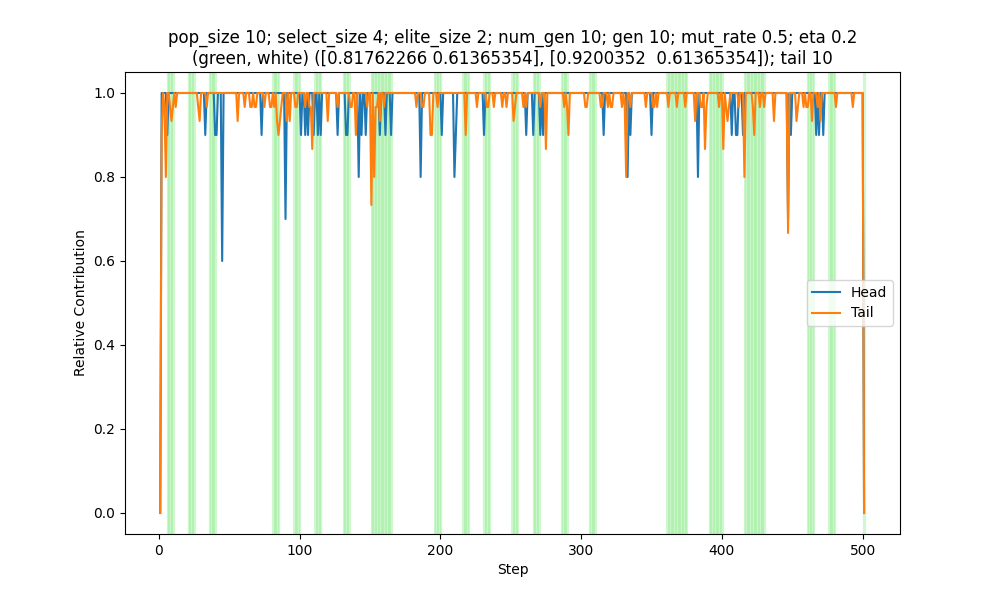 pop_size 10; select_size 4; elite_size 2; num_gen 10; gen 10; mut_rate 0.5; eta 0.2
(green, white) ([0.81762266 0.61365354], [0.9200352  0.61365354]); tail 10
1.0
0.8
0.6
0.4
0.2
0.0
Relative Contribution
Head
Tail
0
100
200
300
400
500
Step